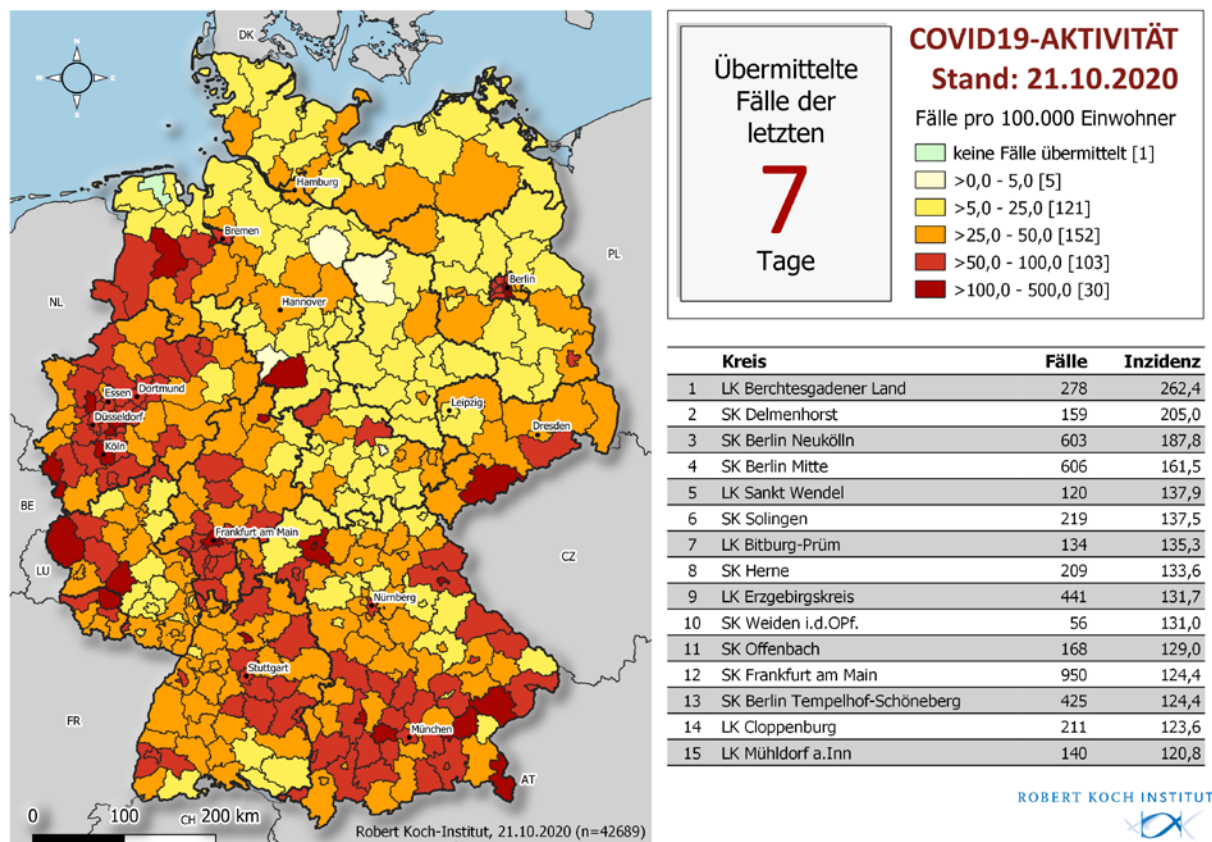 N
W
E
S
DK
PL
NL
BE
LU
CZ
FR
AT
CH
Hamburg
Bremen
Berlin
Hannover
Essen
Dortmund
Düsseldorf
Köln
Leipzig
Dresden
Frankfurt am Main
Nürnberg
Stuttgart
München
0 100 200 km
Robert Koch-Institut, 21.10.2020 (n=42689)
Übermittelte
Fälle der
letzten
7
Tage
COVID19-AKTIVITÄT
Stand: 21.10.2020
Fälle pro 100.000 Einwohner
keine Fälle übermittelt [1]
>0,0 - 5,0 [5]
>5,0 - 25,0 [121]
>25,0 - 50,0 [152]
>50,0 - 100,0 [103]
>100,0 - 500,0 [30]
Kreis Fälle Inzidenz
1 LK Berchtesgadener Land 278 262,4
2 SK Delmenhorst 159 205,0
3 SK Berlin Neukölln 603 187,8
4 SK Berlin Mitte 606 161,5
5 LK Sankt Wendel 120 137,9
6 SK Solingen 219 137,5
7 LK Bitburg-Prüm 134 135,3
8 SK Herne 209 133,6
9 LK Erzgebirgskreis 441 131,7
10 SK Weiden i.d.OPf. 56 131,0
11 SK Offenbach 168 129,0
12 SK Frankfurt am Main 950 124,4
13 SK Berlin Tempelhof-Schöneberg 425 124,4
14 LK Cloppenburg 211 123,6
15 LK Mühldorf a.Inn 140 120,8
ROBERT KOCH INSTITUT